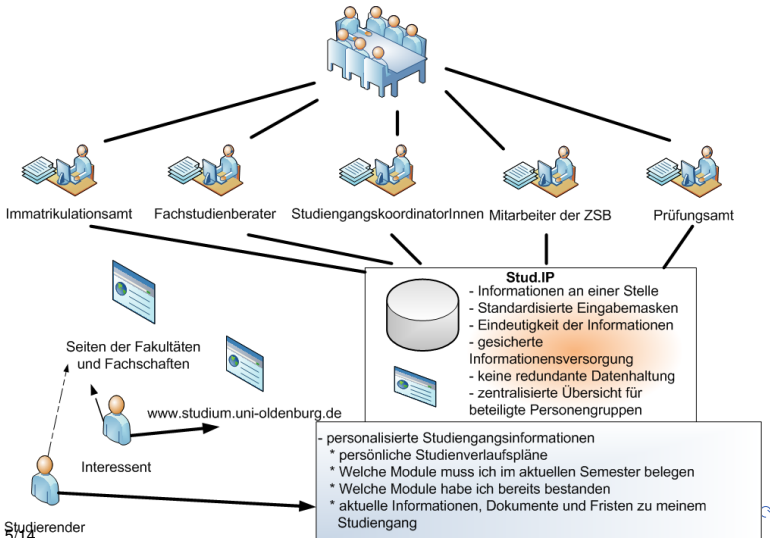 Immatrikulationsamt
Fachstudienberater
StudiengangskoordinatorInnen
Mitarbeiter der ZSB
Prüfungsamt
Stud.IP
- Informationen an einer Stelle
- Standardisierte Eingabemasken
- Eindeutigkeit der Informationen
- gesicherte
Informationensversorgung
- keine redundante Datenhaltung
- zentralisierte Übersicht für
beteiligte Personengruppen
Seiten der Fakultäten
und Fachschaften
www.studium.uni-oldenburg.de
Interessent
- personalisierte Studiengangsinformationen
* persönliche Studienverlaufspläne
* Welche Module muss ich im aktuellen Semester belegen
* Welche Module habe ich bereits bestanden
* aktuelle Informationen, Dokumente und Fristen zu meinem
Studiengang
Studierender
5/14